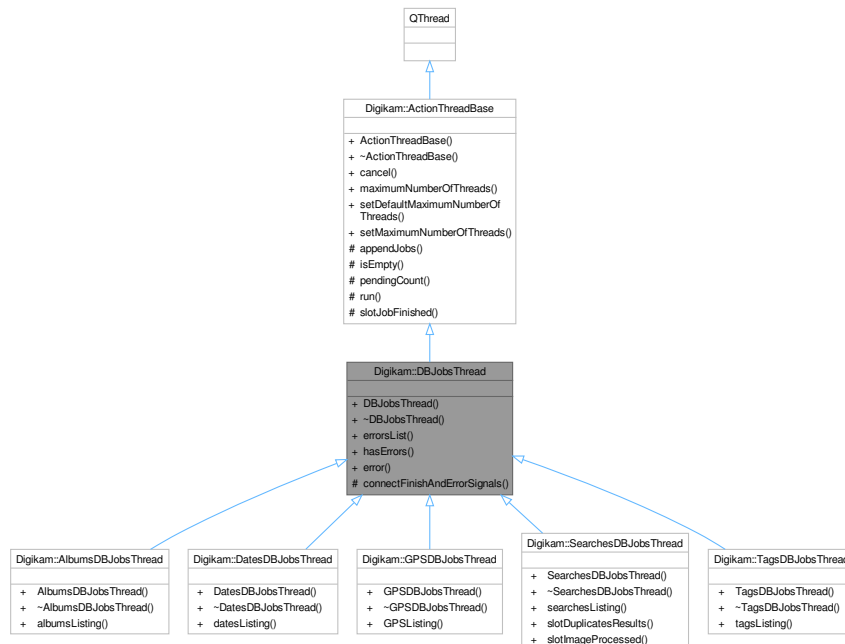 QThread
Digikam::ActionThreadBase
+ ActionThreadBase()
+ ~ActionThreadBase()
+ cancel()
+ maximumNumberOfThreads()
+ setDefaultMaximumNumberOf
Threads()
+ setMaximumNumberOfThreads()
# appendJobs()
# isEmpty()
# pendingCount()
# run()
# slotJobFinished()
Digikam::DBJobsThread
+ DBJobsThread()
+ ~DBJobsThread()
+ errorsList()
+ hasErrors()
+ error()
# connectFinishAndErrorSignals()
Digikam::AlbumsDBJobsThread
+ AlbumsDBJobsThread()
+ ~AlbumsDBJobsThread()
+ albumsListing()
Digikam::DatesDBJobsThread
+ DatesDBJobsThread()
+ ~DatesDBJobsThread()
+ datesListing()
Digikam::GPSDBJobsThread
+ GPSDBJobsThread()
+ ~GPSDBJobsThread()
+ GPSListing()
Digikam::SearchesDBJobsThread
+ SearchesDBJobsThread()
+ ~SearchesDBJobsThread()
+ searchesListing()
+ slotDuplicatesResults()
+ slotImageProcessed()
Digikam::TagsDBJobsThread
+ TagsDBJobsThread()
+ ~TagsDBJobsThread()
+ tagsListing()